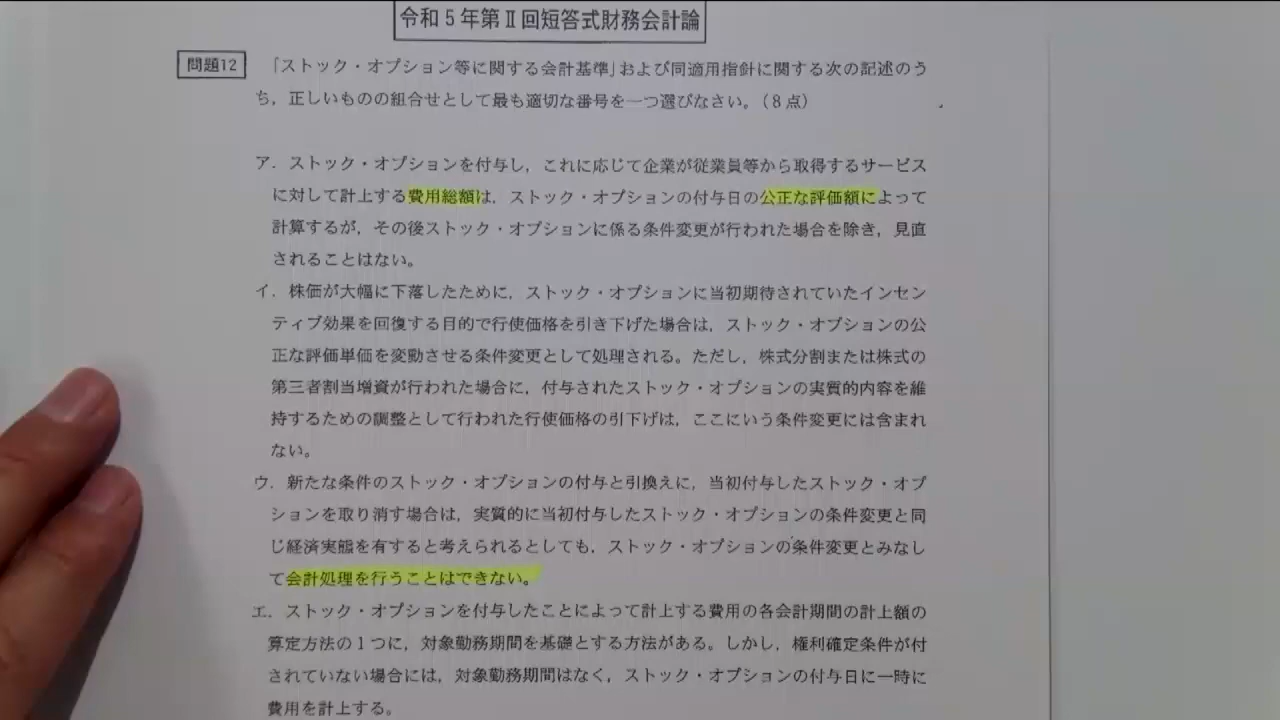 令和5年第Ⅱ回短答式財務会計論
問題12 「ストック・オプション等に関する会計基準」および同適用指針に関する次の記述のう
ち，正しいものの組合せとして最も適切な番号を一つ選びなさい。（8点）
ア．ストック・オプションを付与し，これに応じて企業が従業員等から取得するサービス
に対して計上する費用総額は，ストック・オプションの付与日の公正な評価額によって
計算するが，その後ストック・オプションに係る条件変更が行われた場合を除き，見直
されることはない。
イ．株価が大幅に下落したために，ストック・オプションに当初期待されていたインセン
ティブ効果を回復する目的で行使価格を引き下げた場合は，ストック・オプションの公
正な評価単価を変動させる条件変更として処理される。ただし，株式分割または株式の
第三者割当増資が行われた場合に，付与されたストック・オプションの実質的内容を維
持するための調整として行われた行使価格の引下げは，ここにいう条件変更には含まれ
ない。
ウ．新たな条件のストック・オプションの付与と引換えに，当初付与したストック・オプ
ションを取り消す場合は，実質的に当初付与したストック・オプションの条件変更と同
じ経済実態を有すると考えられるとしても，ストック・オプションの条件変更とみなし
て会計処理を行うことはできない。
エ．ストック・オプションを付与したことによって計上する費用の各会計期間の計上額の
算定方法の1つに，対象勤務期間を基礎とする方法がある。しかし，権利確定条件が付
されていない場合には，対象勤務期間はなく，ストック・オプションの付与日に一時に
費用を計上する。